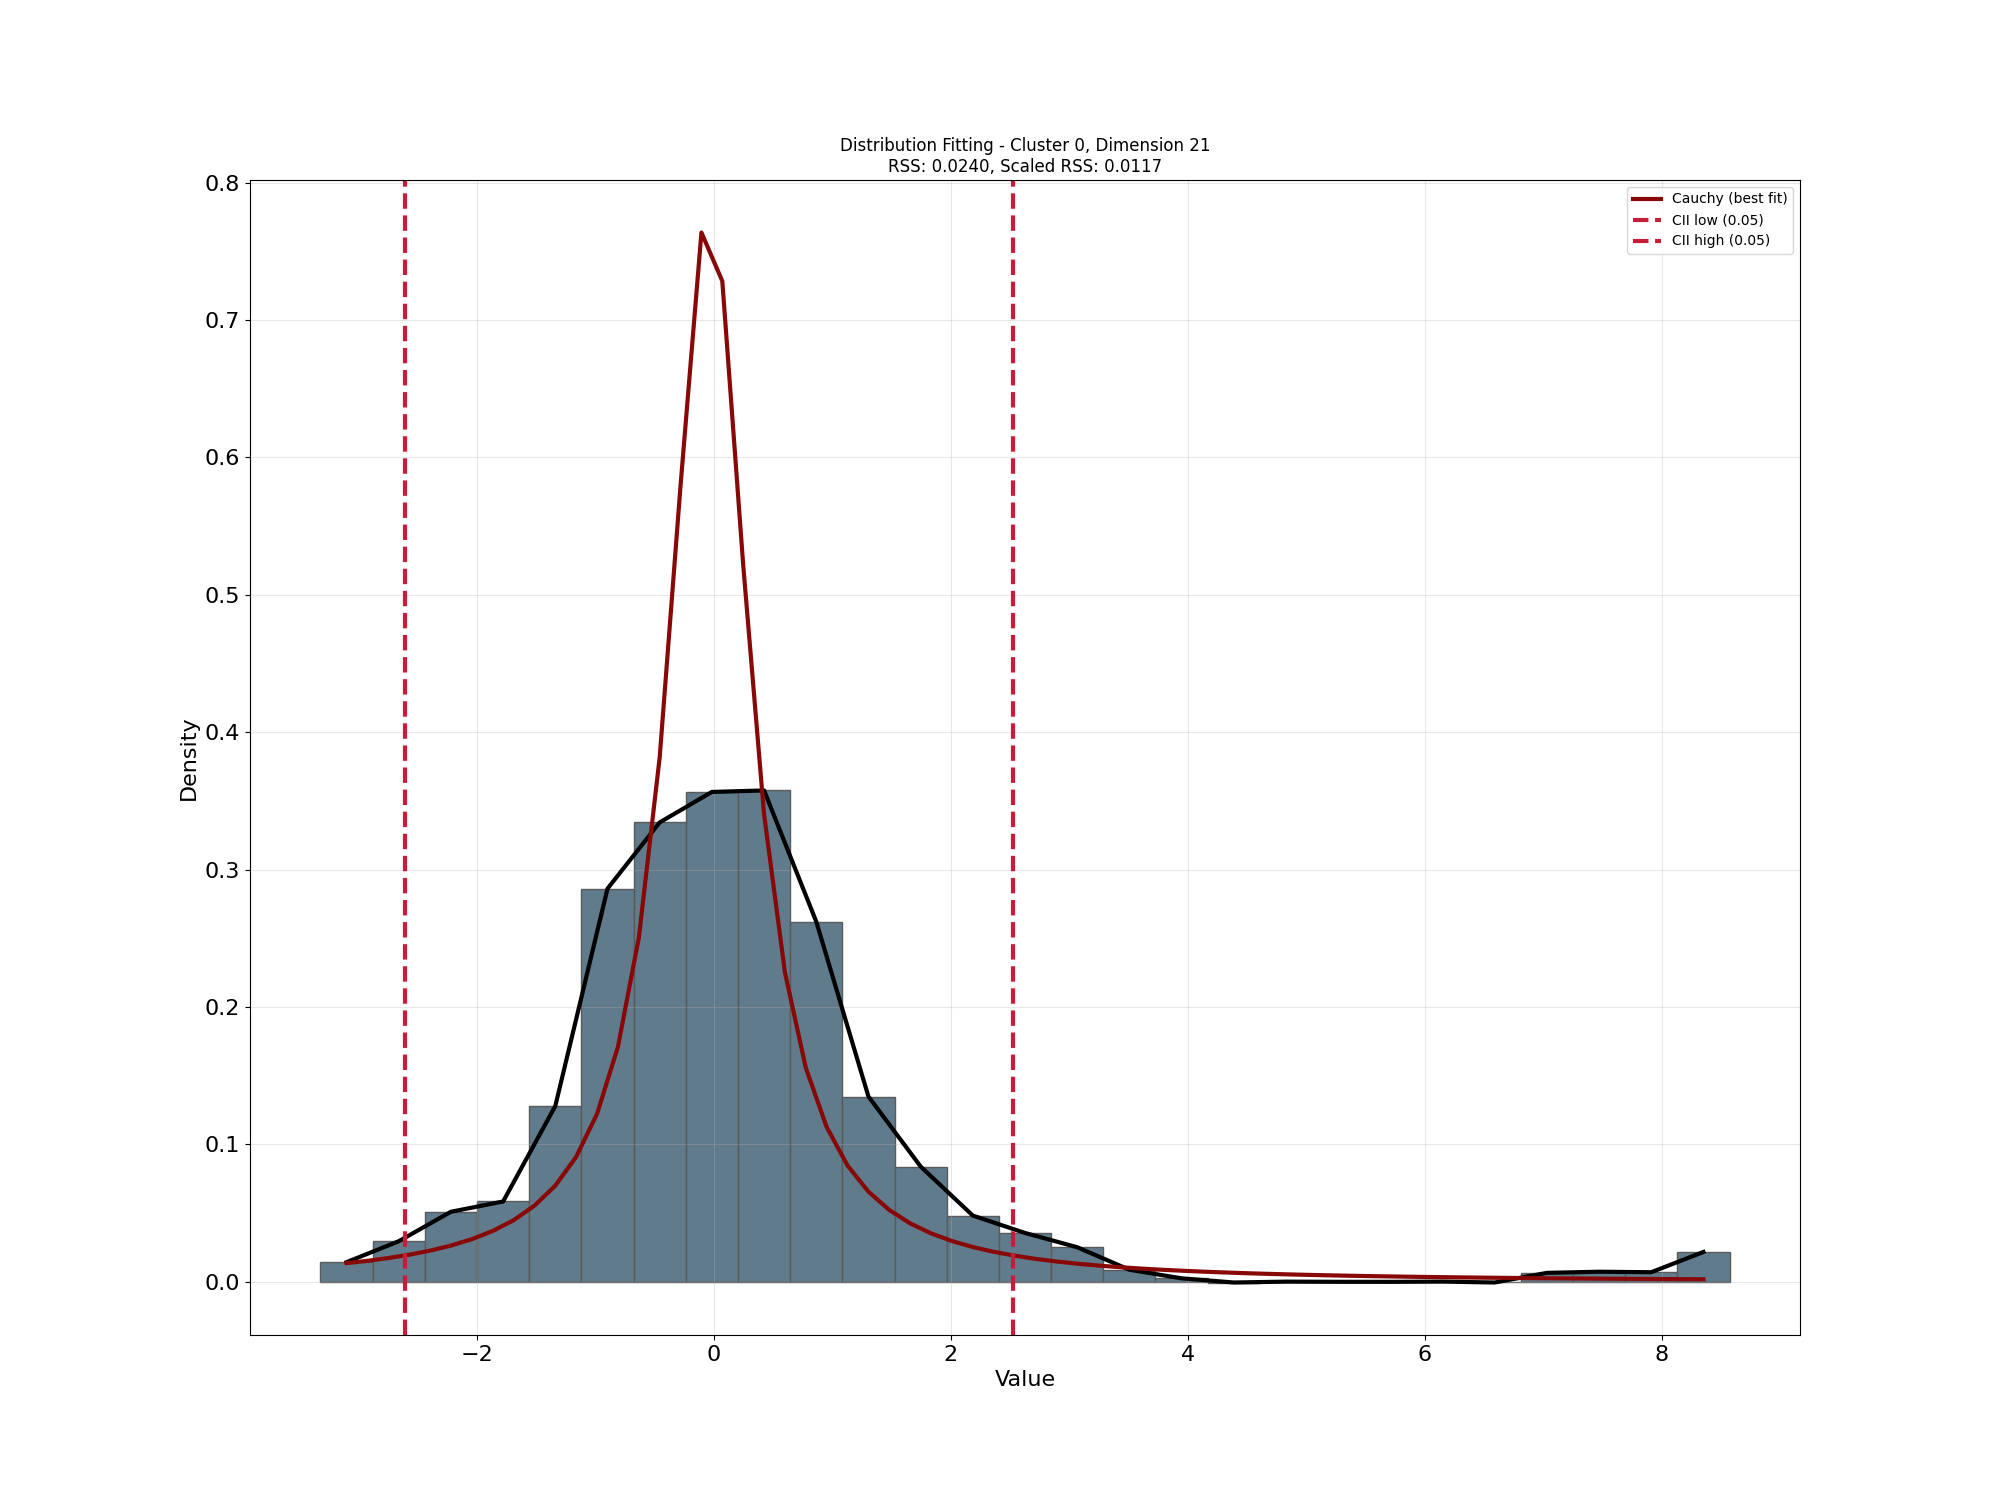 Distribution Fitting - Cluster 0, Dimension 21
RSS: 0.0240, Scaled RSS: 0.0117
Cauchy (best fit)
CII low (0.05)
CII high (0.05)
Density
0.8
0.7
0.6
0.5
0.4
0.3
0.2
0.1
0.0
−2
0
2
4
6
8
Value